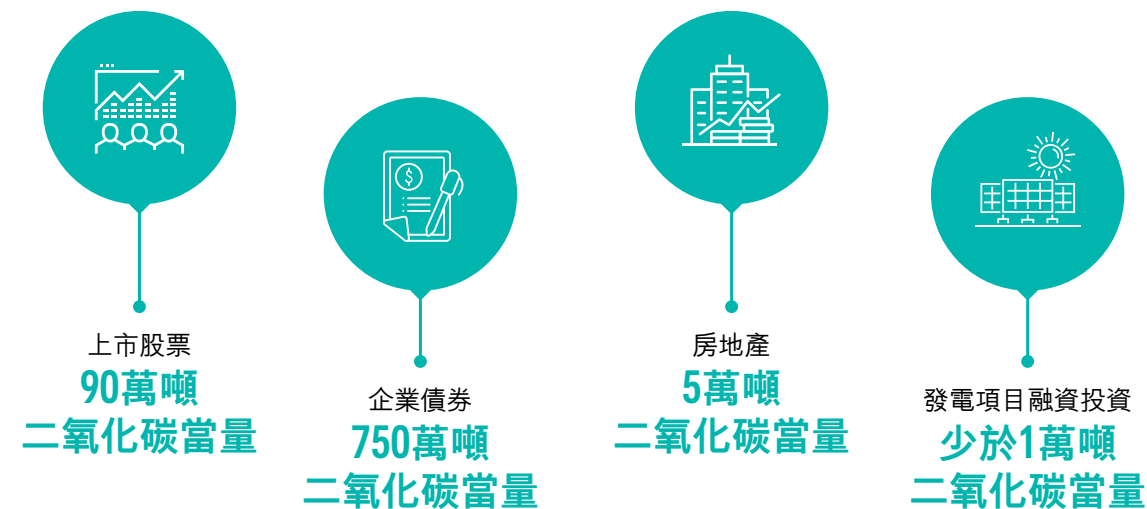 上市股票
90萬噸
二氧化碳當量
企業債券
750萬噸
二氧化碳當量
房地產
5萬噸
二氧化碳當量
發電項目融資投資
少於1萬噸
二氧化碳當量